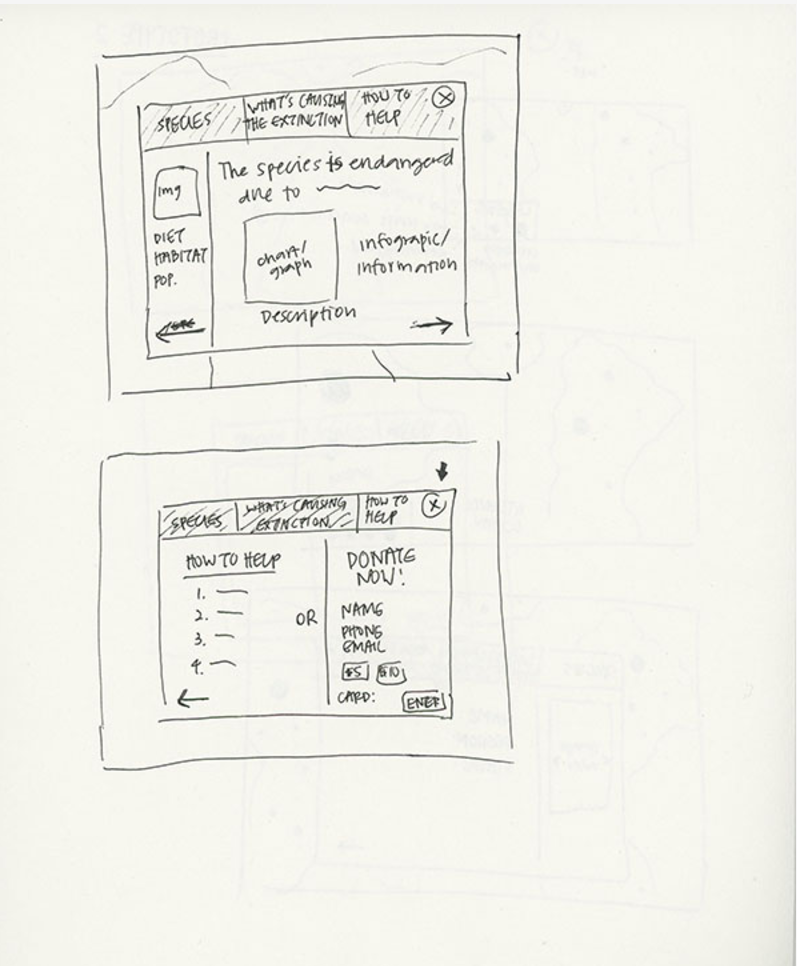 SPECIES
WHAT'S CAUSING
THE EXTINCTION
HOW TO
HELP
X
img
DIET
HABITAT
POP.
The species is endangered
due to
chart/
graph
infograpic/
information
Description
SPECIES
WHAT'S CAUSING
EXTINCTION
HOW TO
HELP
X
HOW TO HELP
1.
2.
3.
4.
OR
DONATE
NOW!
NAME
PHONE
EMAIL
$5 $10
CARD: